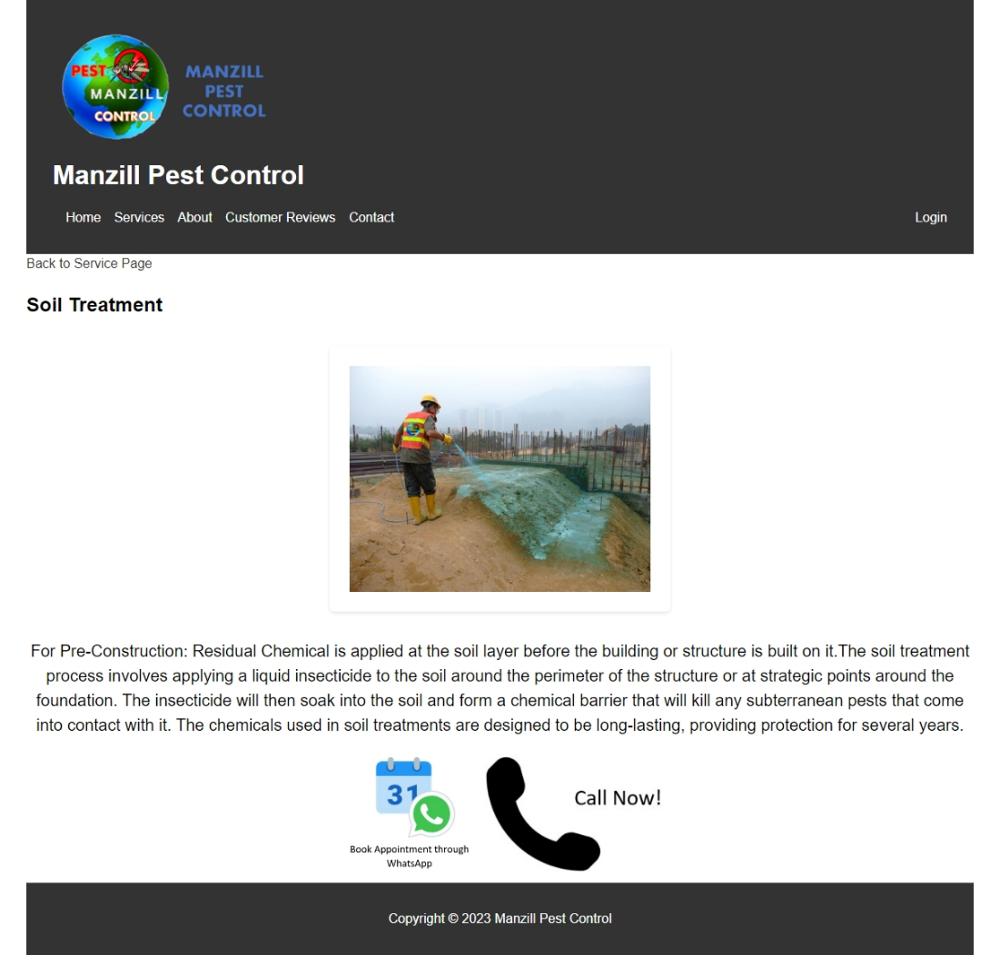 PEST
MANZILL
CONTROL
MANZILL
PEST
CONTROL
Manzill Pest Control
Home Services About Customer Reviews Contact Login
Back to Service Page
Soil Treatment
For Pre-Construction: Residual Chemical is applied at the soil layer before the building or structure is built on it.The soil treatment
process involves applying a liquid insecticide to the soil around the perimeter of the structure or at strategic points around the
foundation. The insecticide will then soak into the soil and form a chemical barrier that will kill any subterranean pests that come
into contact with it. The chemicals used in soil treatments are designed to be long-lasting, providing protection for several years.
31
Book Appointment through
WhatsApp
Call Now!
Copyright © 2023 Manzill Pest Control